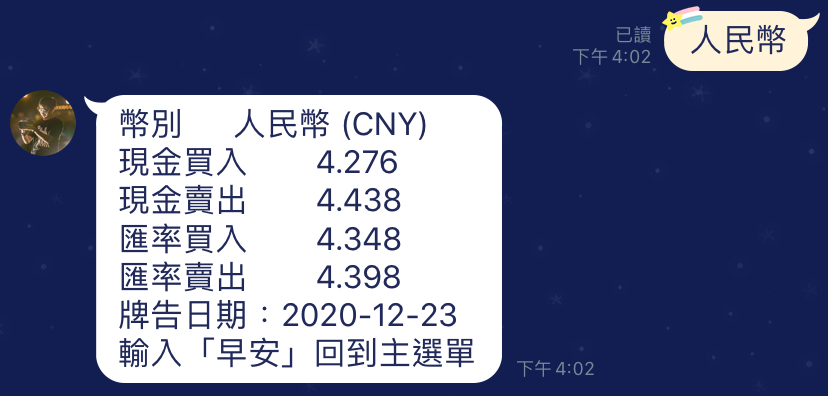 人民幣
已讀
下午 4:02
幣別 人民幣 (CNY)
現金買入 4.276
現金賣出 4.438
匯率買入 4.348
匯率賣出 4.398
牌告日期：2020-12-23
輸入「早安」回到主選單
下午 4:02